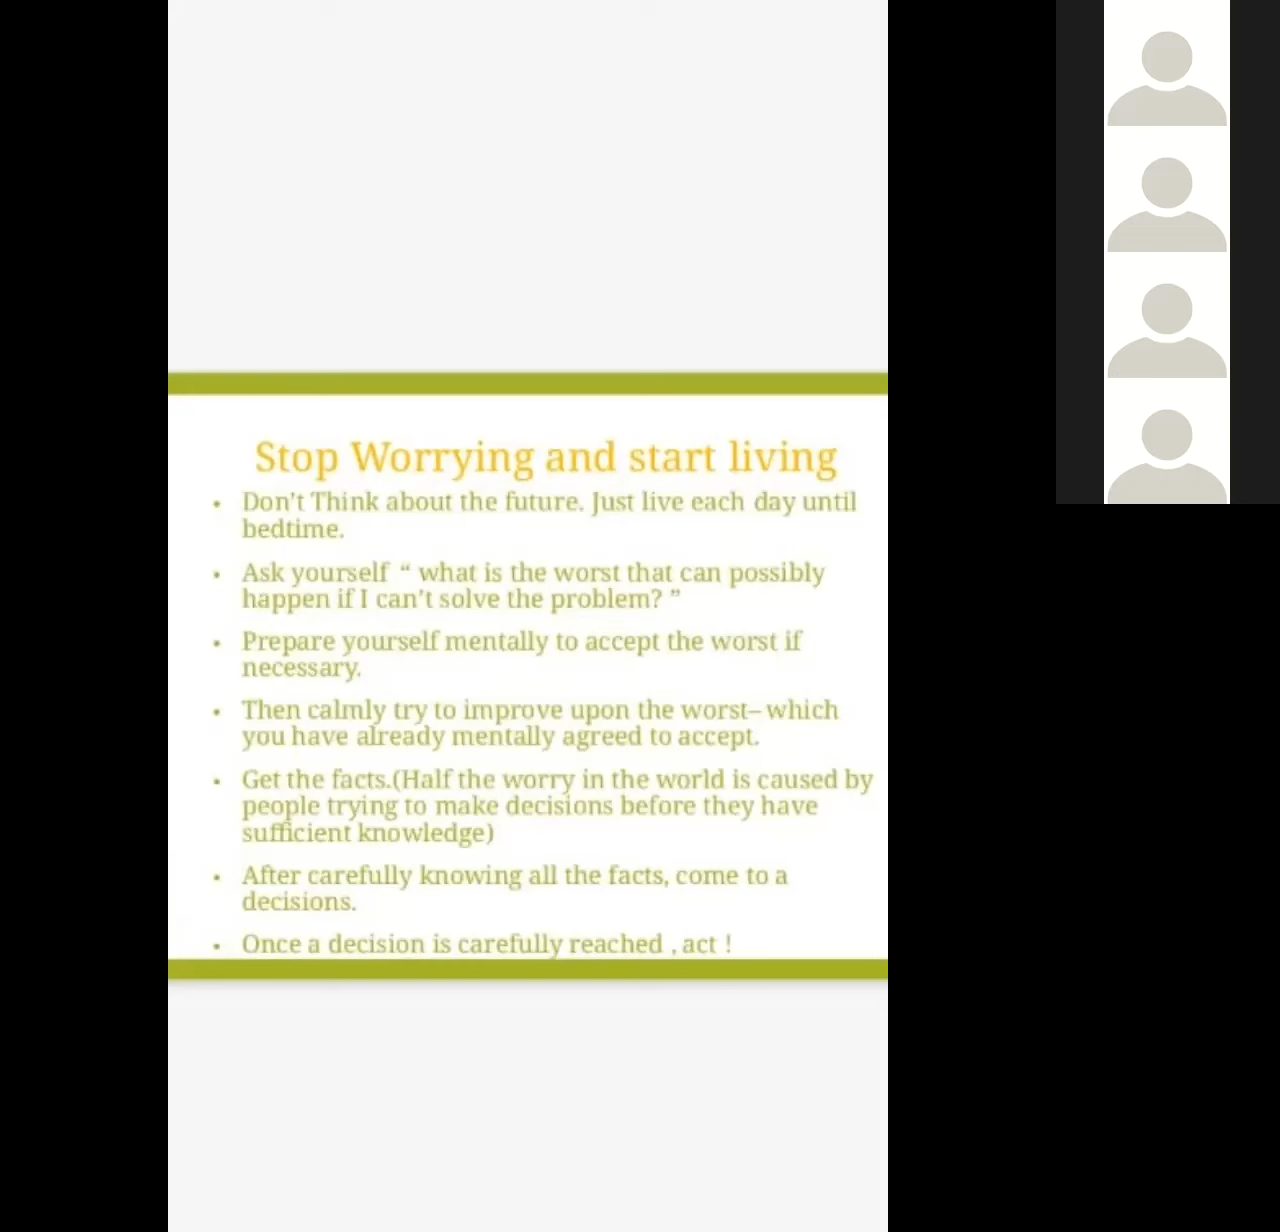 Stop Worrying and start living
• Don’t Think about the future. Just live each day until
bedtime.
• Ask yourself “ what is the worst that can possibly
happen if I can’t solve the problem? ”
• Prepare yourself mentally to accept the worst if
necessary.
• Then calmly try to improve upon the worst– which
you have already mentally agreed to accept.
• Get the facts.(Half the worry in the world is caused by
people trying to make decisions before they have
sufficient knowledge)
• After carefully knowing all the facts, come to a
decisions.
• Once a decision is carefully reached , act !